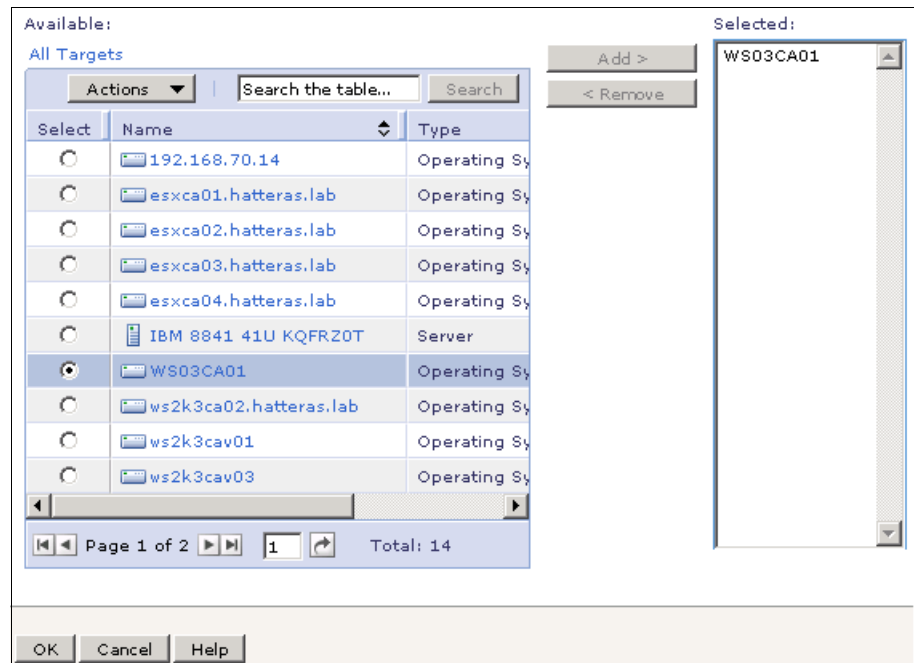 Available:
Selected:
All Targets
Add >
WS03CA01
Actions
Search the table...
Search
< Remove
Select Name Type
192.168.70.14 Operating Sy
esxca01.hatteras.lab Operating Sy
esxca02.hatteras.lab Operating Sy
esxca03.hatteras.lab Operating Sy
esxca04.hatteras.lab Operating Sy
IBM 8841 41U KQFRZ0T Server
WS03CA01 Operating Sy
ws2k3ca02.hatteras.lab Operating Sy
ws2k3cav01 Operating Sy
ws2k3cav03 Operating Sy
Page 1 of 2 1 Total: 14
OK Cancel Help